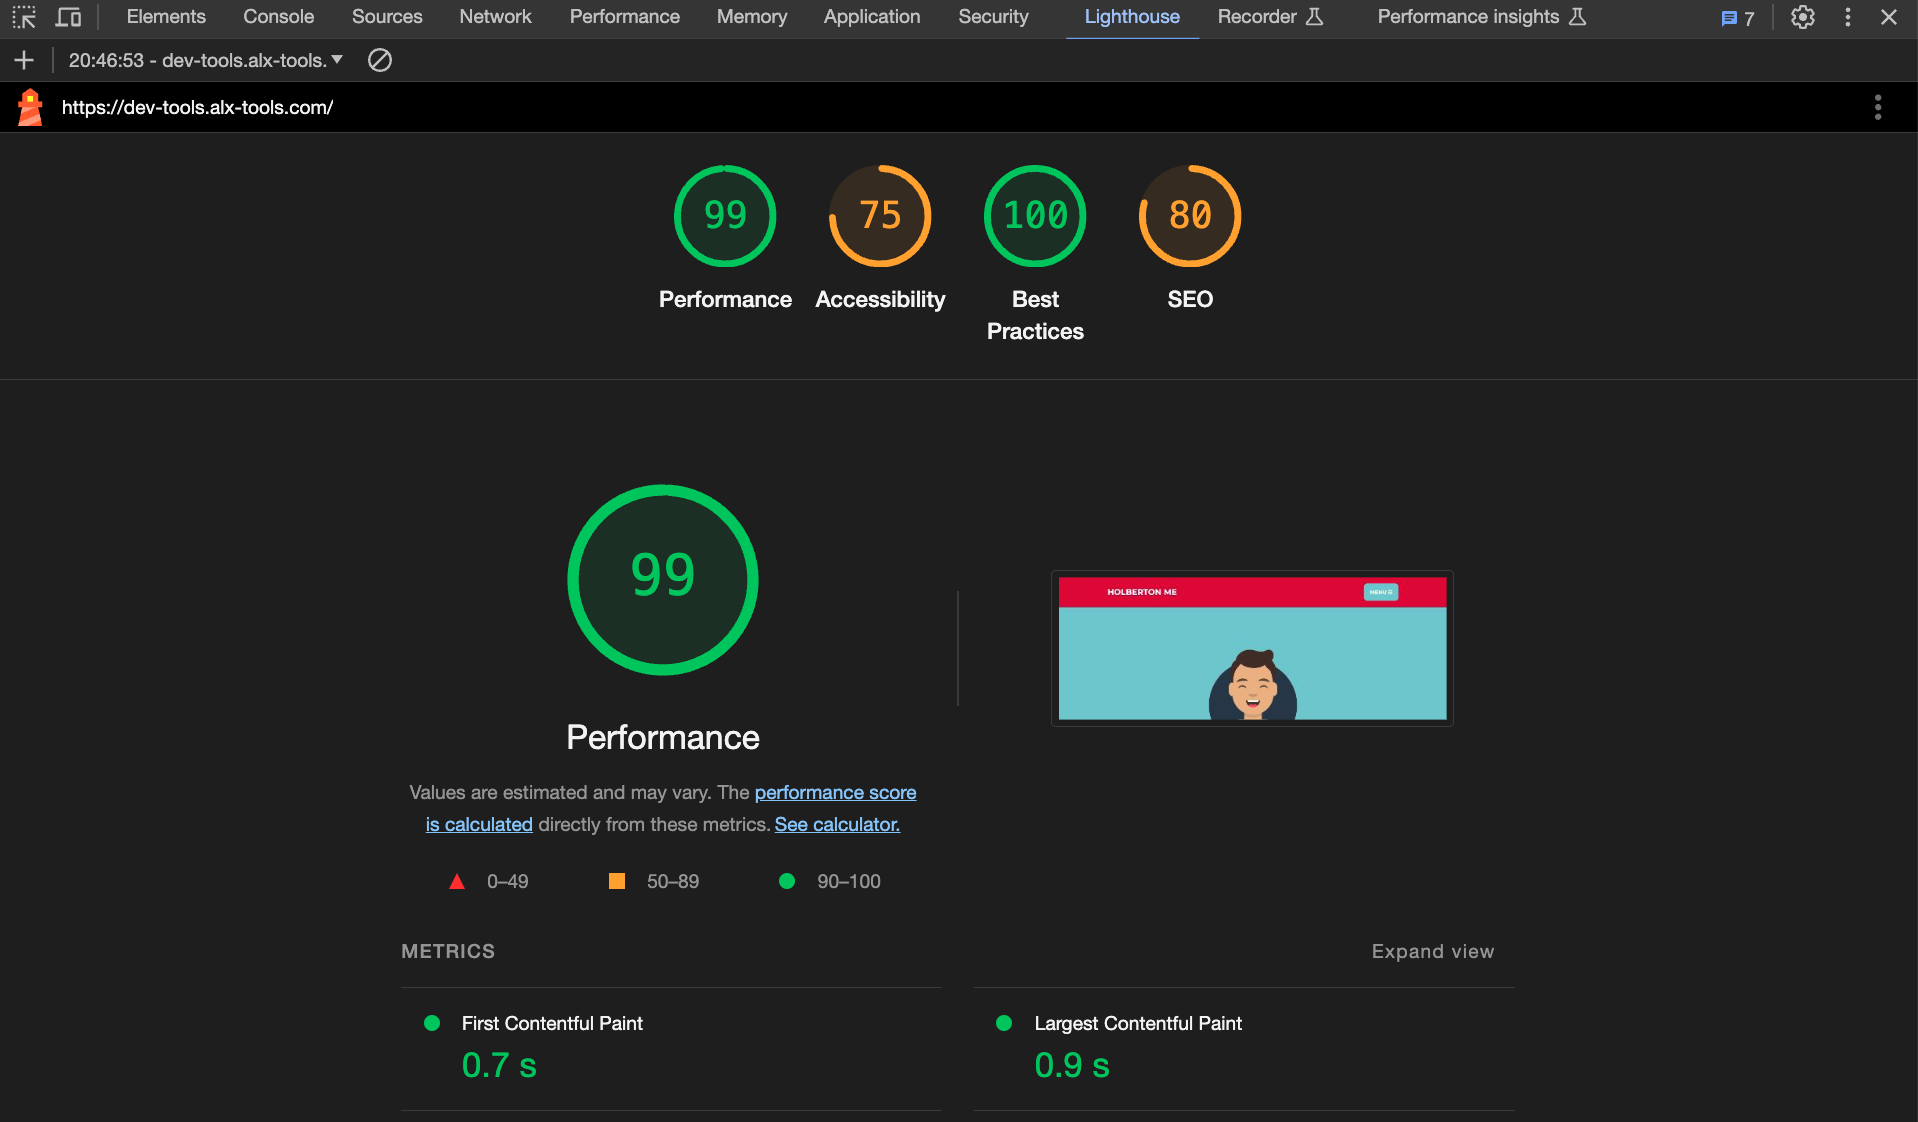 Elements Console Sources Network Performance Memory Application Security Lighthouse Recorder Performance insights 7
20:46:53 - dev-tools.alx-tools.
https://dev-tools.alx-tools.com/
99 75 100 80
Performance Accessibility Best Practices SEO
99
HOLBERTON ME MENU
Performance
Values are estimated and may vary. The performance score
is calculated directly from these metrics. See calculator.
0–49 50–89 90–100
METRICS Expand view
First Contentful Paint Largest Contentful Paint
0.7 s 0.9 s